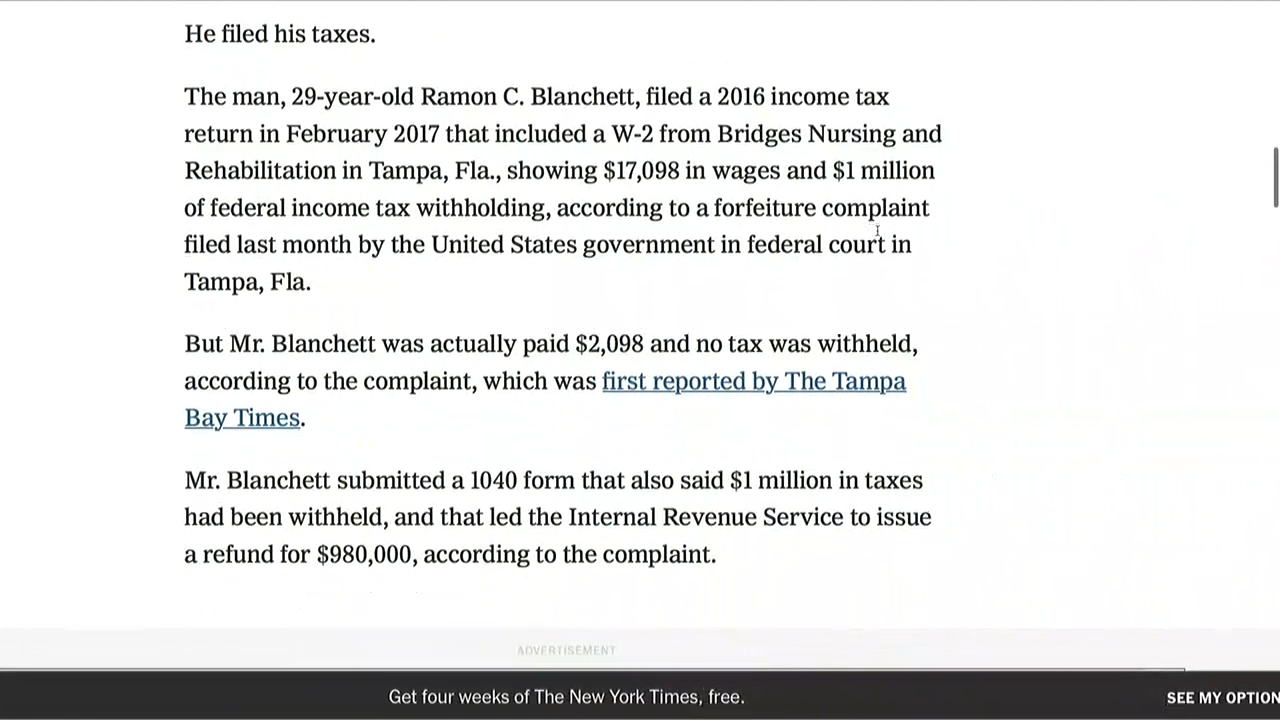 He filed his taxes.
The man, 29-year-old Ramon C. Blanchett, filed a 2016 income tax
return in February 2017 that included a W-2 from Bridges Nursing and
Rehabilitation in Tampa, Fla., showing $17,098 in wages and $1 million
of federal income tax withholding, according to a forfeiture complaint
filed last month by the United States government in federal court in
Tampa, Fla.
But Mr. Blanchett was actually paid $2,098 and no tax was withheld,
according to the complaint, which was first reported by The Tampa
Bay Times.
Mr. Blanchett submitted a 1040 form that also said $1 million in taxes
had been withheld, and that led the Internal Revenue Service to issue
a refund for $980,000, according to the complaint.
ADVERTISEMENT
Get four weeks of The New York Times, free.
SEE MY OPTION